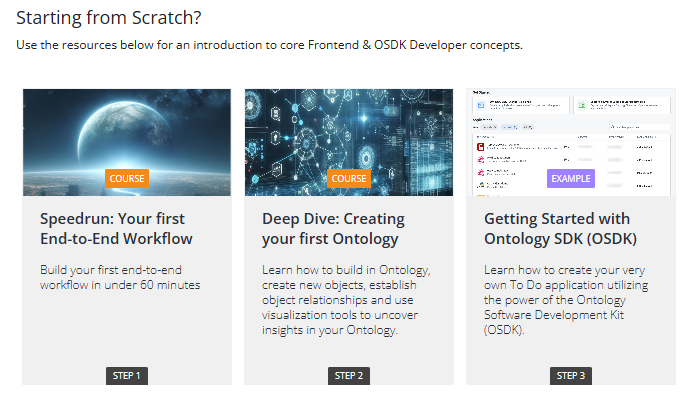 Starting from Scratch?
Use the resources below for an introduction to core Frontend & OSDK Developer concepts.
COURSE
Speedrun: Your first
End-to-End Workflow
Build your first end-to-end
workflow in under 60 minutes
STEP 1
COURSE
Deep Dive: Creating
your first Ontology
Learn how to build in Ontology,
create new objects, establish
object relationships and use
visualization tools to uncover
insights in your Ontology.
STEP 2
EXAMPLE
Getting Started with
Ontology SDK (OSDK)
Learn how to create your very
own To Do application utilizing
the power of the Ontology
Software Development Kit
(OSDK).
STEP 3